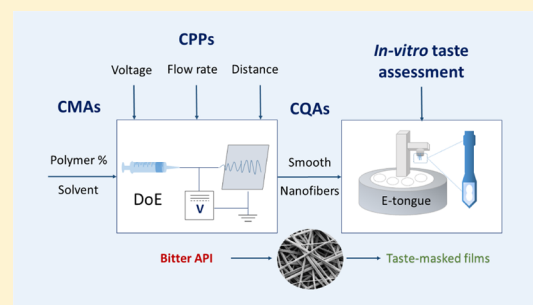 CPPs
Voltage Flow rate Distance
In-vitro taste
assessment
CMAs
CQAs
Polymer %
Solvent
DoE
V
Smooth
Nanofibers
E-tongue
Bitter API
Taste-masked films